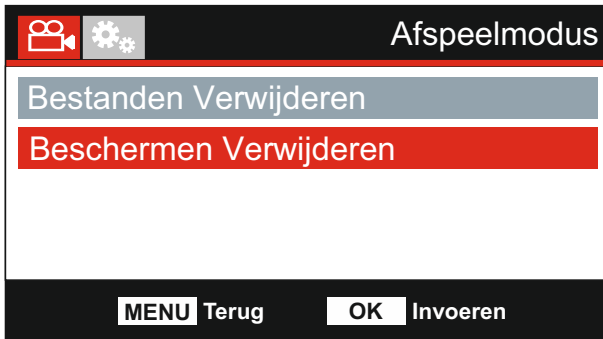 Afspeelmodus
Bestanden Verwijderen
Beschermen Verwijderen
MENU Terug OK Invoeren